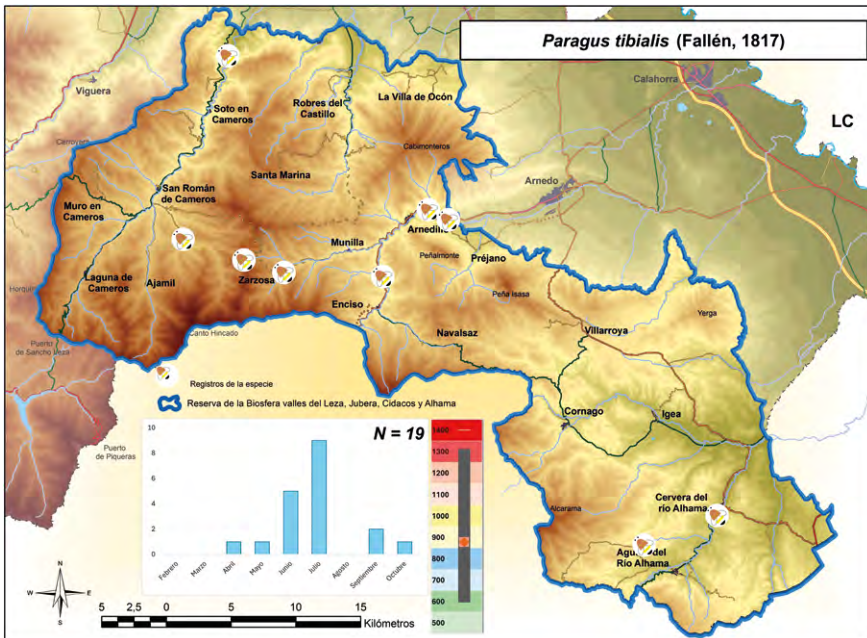 Paragus tibialis (Fallén, 1817)
Calahorra
LC
Viguera
Soto en
Cameros
Robres del
Castillo
La Villa de Ocón
Cabimonteros
Santa Marina
Arnedo
San Román
de Cameros
Muro en
Cameros
Arnedillo
Munilla
Préjano
Peñalmonte
Laguna de
Cameros
Ajamil
Zarzosa
Peña Isasa
Enciso
Navalsaz
Villarroya
Yerga
Canto Hincado
Puerto
de Sancho Leza
Registros de la especie
Reserva de la Biosfera valles del Leza, Jubera, Cidacos y Alhama
Puerto
de Piqueras
Cornago
Igea
Alcarama
Cervera del
río Alhama
Río Alhama
N = 19
10
8
6
4
2
0
Febrero
Marzo
Abril
Mayo
Junio
Julio
Agosto
Septiembre
Octubre
1400
1300
1200
1100
1000
900
800
700
600
500
N
W
E
S
5
2,5
0
5
10
15
Kilómetros